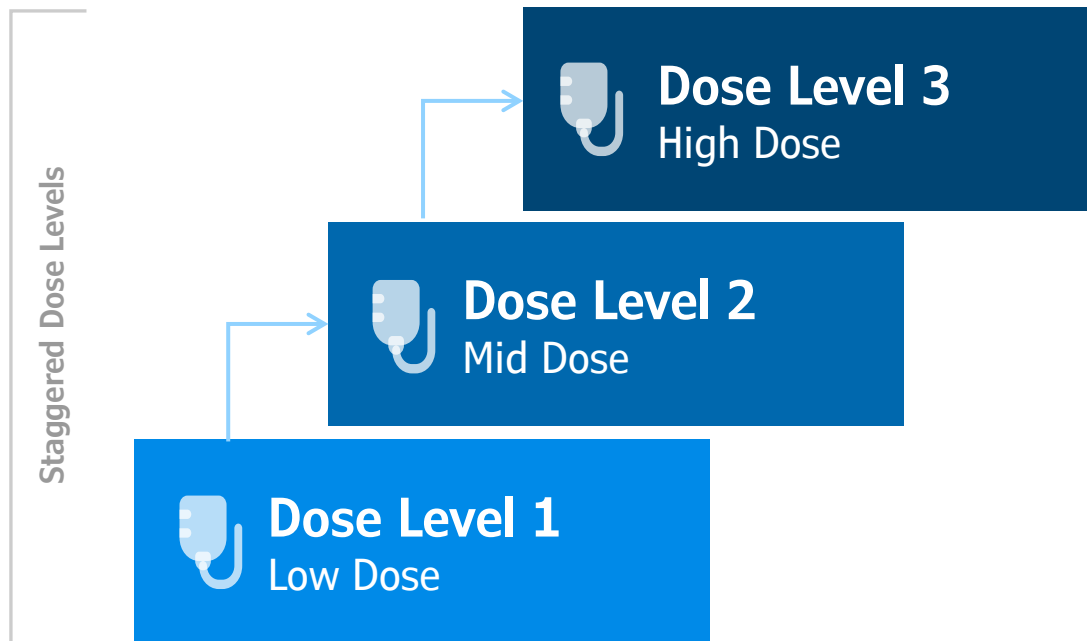 Staggered Dose Levels
Dose Level 3
High Dose
Dose Level 2
Mid Dose
Dose Level 1
Low Dose